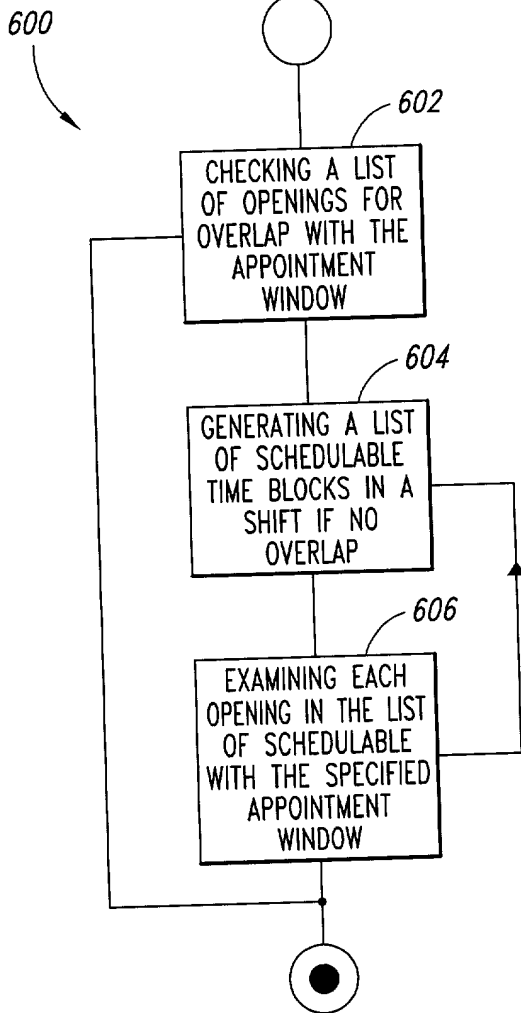 600
602
CHECKING A LIST
OF OPENINGS FOR
OVERLAP WITH THE
APPOINTMENT
WINDOW
604
GENERATING A LIST
OF SCHEDULABLE
TIME BLOCKS IN A
SHIFT IF NO
OVERLAP
606
EXAMINING EACH
OPENING IN THE LIST
OF SCHEDULABLE
WITH THE SPECIFIED
APPOINTMENT
WINDOW